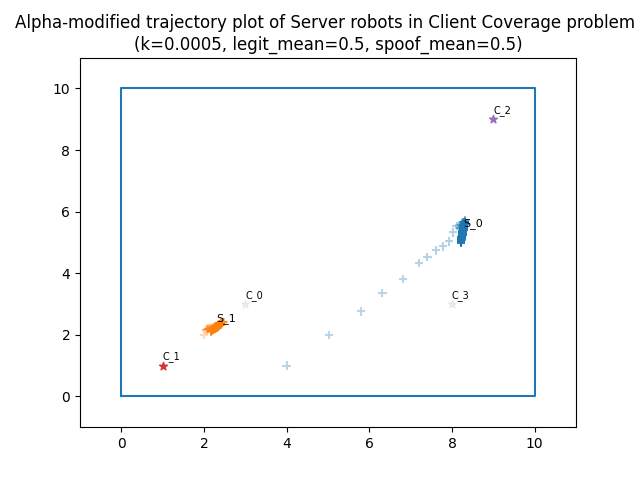 Alpha-modified trajectory plot of Server robots in Client Coverage problem
(k=0.0005, legit_mean=0.5, spoof_mean=0.5)
10
C_2
8
6
S_0
4
C_0
C_3
S_1
2
C_1
0
0 2 4 6 8 10